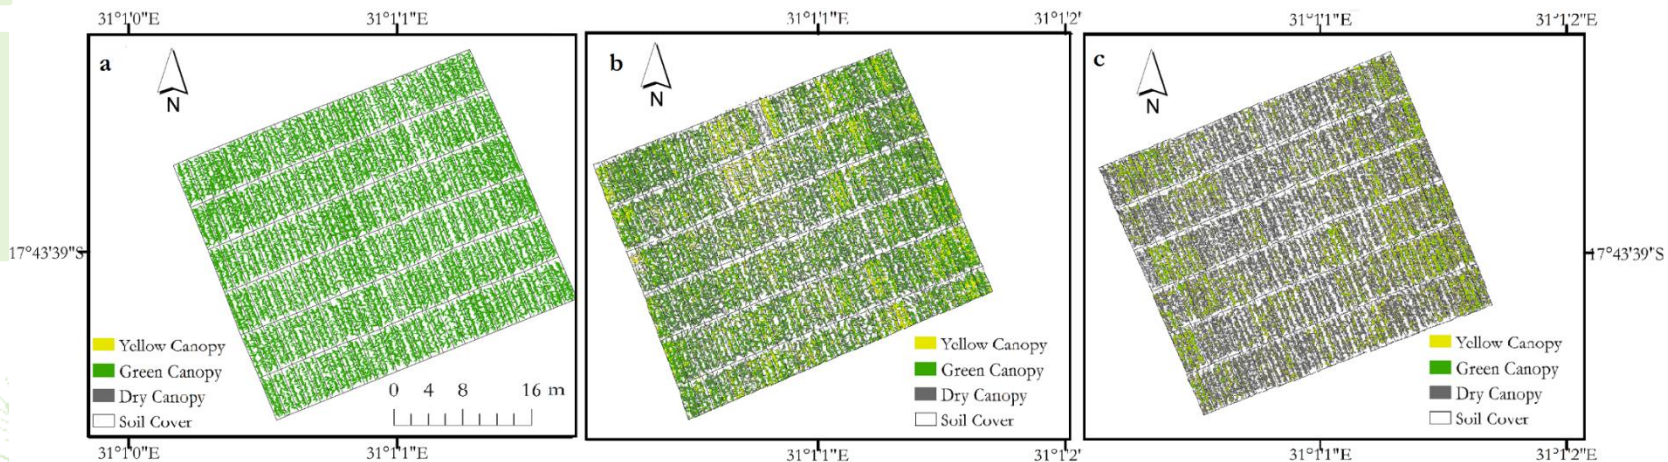 31°1'0"E 31°1'1"E 31°1'1"E 31°1'2' 31°1'1"E 31°1'2"E
a b c
N N N
17°43'39"S 17°43'39"S
Yellow Canopy Yellow Canopy Yellow Canopy
Green Canopy Green Canopy Green Canopy
Dry Canopy 0 4 8 16 m Dry Canopy Dry Canopy
Soil Cover Soil Cover Soil Cover
31°1'0"E 31°1'1"E 31°1'1"E 31°1'2' 31°1'1"E 31°1'2"E